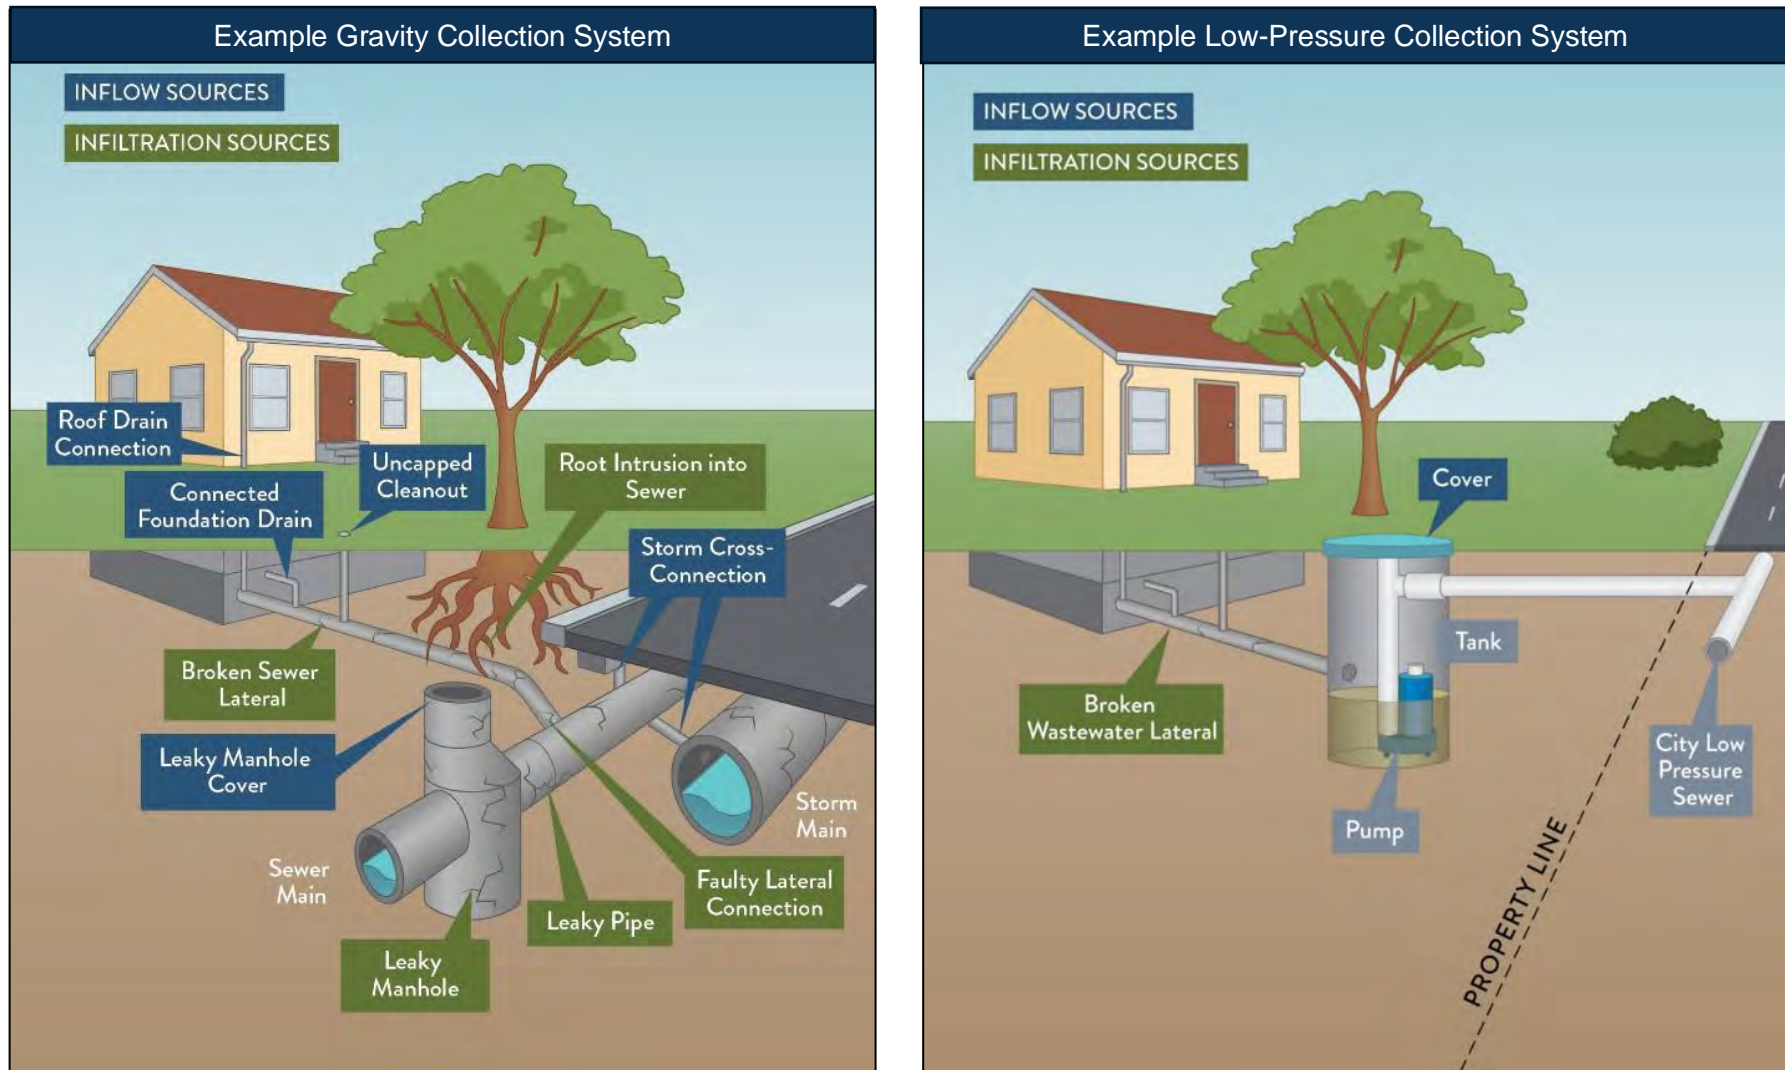 Example Gravity Collection System
INFLOW SOURCES
INFILTRATION SOURCES
Roof Drain
Connection
Connected
Foundation Drain
Uncapped
Cleanout
Root Intrusion into
Sewer
Storm Cross-
Connection
Broken Sewer
Lateral
Leaky Manhole
Cover
Sewer
Main
Storm
Main
Faulty Lateral
Connection
Leaky Pipe
Leaky
Manhole
Example Low-Pressure Collection System
INFLOW SOURCES
INFILTRATION SOURCES
Cover
Tank
Broken
Wastewater Lateral
City Low
Pressure
Sewer
Pump
PROPERTY LINE